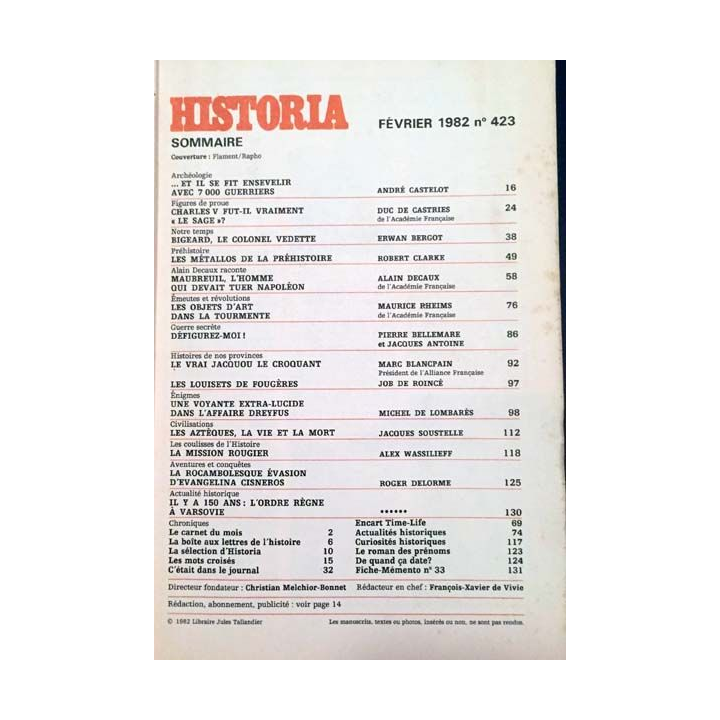 HISTORIA
FÉVRIER 1982 n° 423
SOMMAIRE
Couverture : Flament/Rapho
Archéologie
... ET IL SE FIT ENSEVELIR
AVEC 7 000 GUERRIERS ANDRÉ CASTELOT 16
Figures de proue
CHARLES V FUT-IL VRAIMENT DUC DE CASTRIES 24
« LE SAGE »? de l'Académie Française
Notre temps
BIGEARD, LE COLONEL VEDETTE ERWAN BERGOT 38
Préhistoire
LES MÉTALLOS DE LA PRÉHISTOIRE ROBERT CLARKE 49
Alain Decaux raconte
MAUBREUIL, L'HOMME ALAIN DECAUX 58
QUI DEVAIT TUER NAPOLÉON de l'Académie Française
Émeutes et révolutions
LES OBJETS D'ART MAURICE RHEIMS 76
DANS LA TOURMENTE de l'Académie Française
Guerre secrète
DÉFIGUREZ-MOI ! PIERRE BELLEMARE 86
et JACQUES ANTOINE
Histoires de nos provinces
LE VRAI JACQUOU LE CROQUANT MARC BLANCPAIN 92
Président de l'Alliance Française
LES LOUISETS DE FOUGÈRES JOB DE ROINCÉ 97
Énigmes
UNE VOYANTE EXTRA-LUCIDE
DANS L'AFFAIRE DREYFUS MICHEL DE LOMBARÈS 98
Civilisations
LES AZTÈQUES, LA VIE ET LA MORT JACQUES SOUSTELLE 112
Les coulisses de l'Histoire
LA MISSION ROUGIER ALEX WASSILIEFF 118
Aventures et conquêtes
LA ROCAMBOLESQUE ÉVASION
D'EVANGELINA CISNEROS ROGER DELORME 125
Actualité historique
IL Y A 150 ANS : L'ORDRE RÈGNE
À VARSOVIE •••••• 130
Chroniques Encart Time-Life 69
Le carnet du mois 2 Actualités historiques 74
La boîte aux lettres de l'histoire 6 Curiosités historiques 117
La sélection d'Historia 10 Le roman des prénoms 123
Les mots croisés 15 De quand ça date? 124
C'était dans le journal 32 Fiche-Mémento n° 33 131
Directeur fondateur : Christian Melchior-Bonnet Rédacteur en chef : François-Xavier de Vivie
Rédaction, abonnement, publicité : voir page 14
© 1982 Libraire Jules Tallandier Les manuscrits, textes ou photos, insérés ou non, ne sont pas rendus.